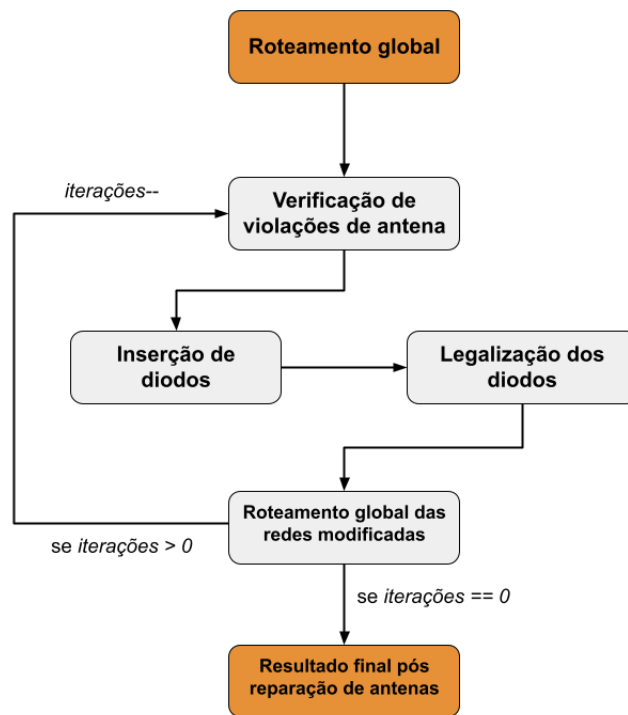 Roteamento global
iterações--
Verificação de
violações de antena
Inserção de
diodos
Legalização dos
diodos
Roteamento global das
redes modificadas
se iterações > 0
se iterações == 0
Resultado final pós
reparação de antenas